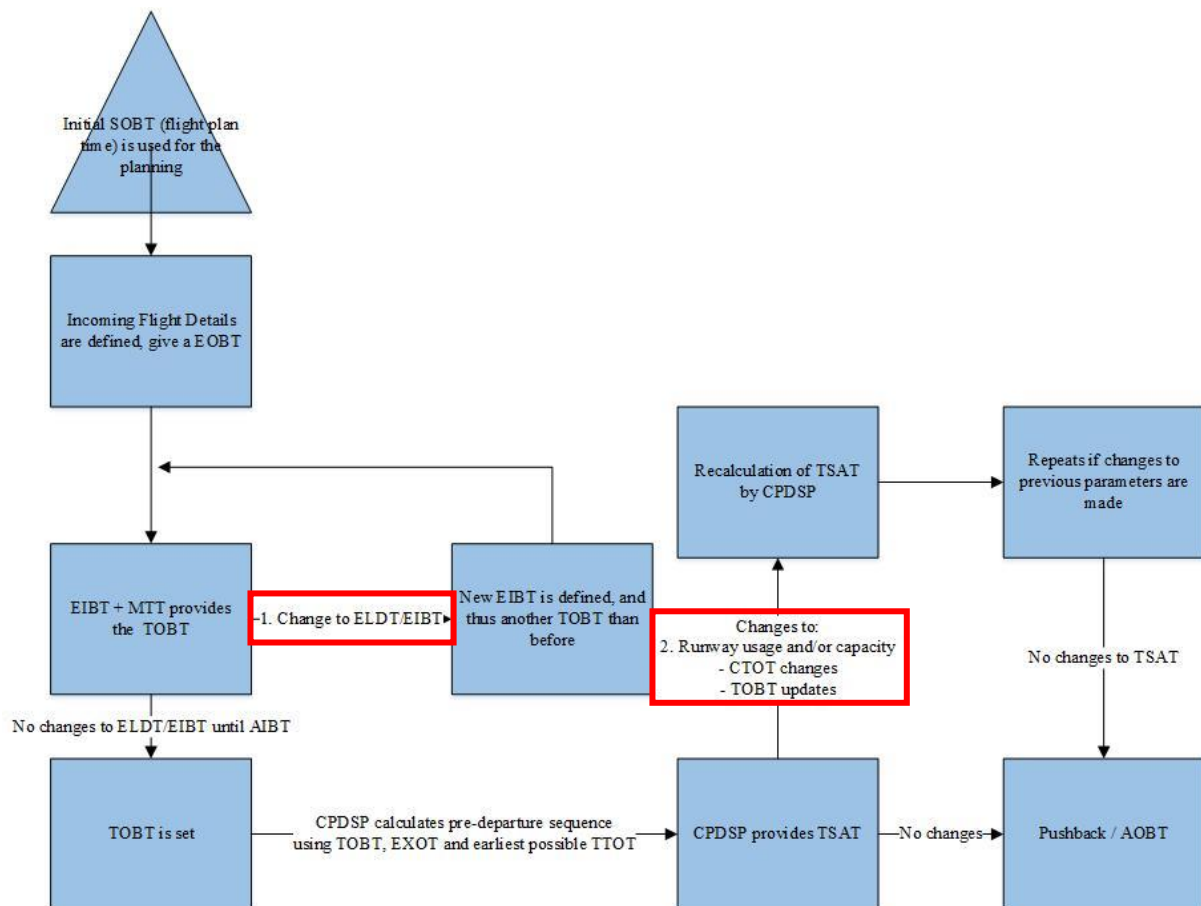 Initial SOBT (flight plan
time) is used for the
planning
Incoming Flight Details
are defined, give a EOBT
EIBT + MTT provides
the TOBT
1. Change to ELDT/EIBT
New EIBT is defined, and
thus another TOBT than
before
No changes to ELDT/EIBT until AIBT
TOBT is set
CPDSP calculates pre-departure sequence
using TOBT, EXOT and earliest possible TTOT
CPDSP provides TSAT
Changes to:
2. Runway usage and/or capacity
- CTOT changes
- TOBT updates
Recalculation of TSAT
by CPDSP
Repeats if changes to
previous parameters are
made
No changes to TSAT
No changes
Pushback / AOBT